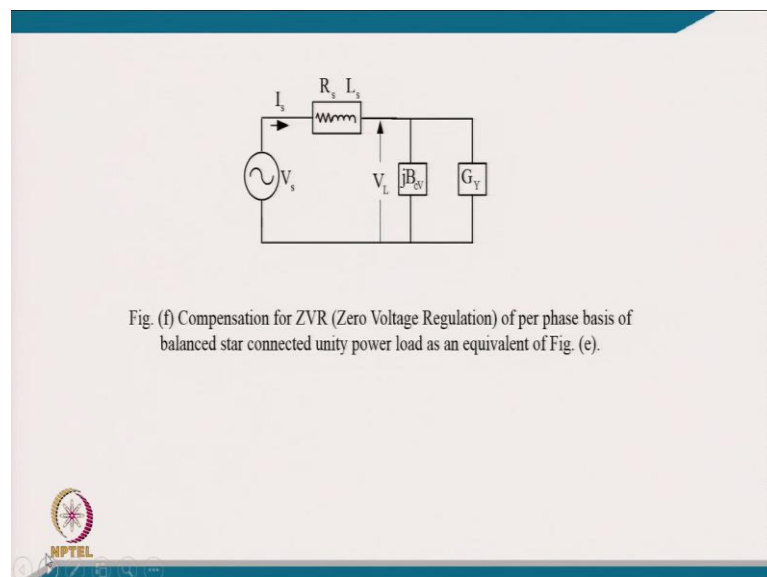 R_s L_s
I_s
V_s
V_L
jB_eV
G_Y
Fig. (f) Compensation for ZVR (Zero Voltage Regulation) of per phase basis of
balanced star connected unity power load as an equivalent of Fig. (e).
NPTEL